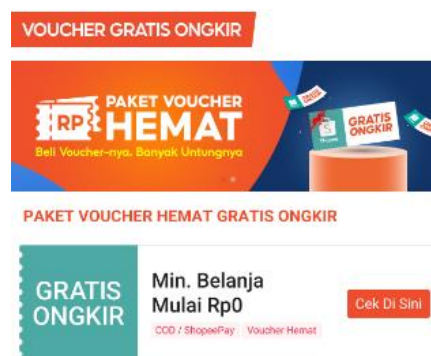 VOUCHER GRATIS ONGKIR
RP
PAKET VOUCHER
HEMAT
Beli Voucher-nya, Banyak Untungnya
GRATIS
ONGKIR
PAKET VOUCHER HEMAT GRATIS ONGKIR
GRATIS
ONGKIR
Min. Belanja
Mulai Rp0
COD / ShopeePay Voucher Hemat
Cek Di Sini